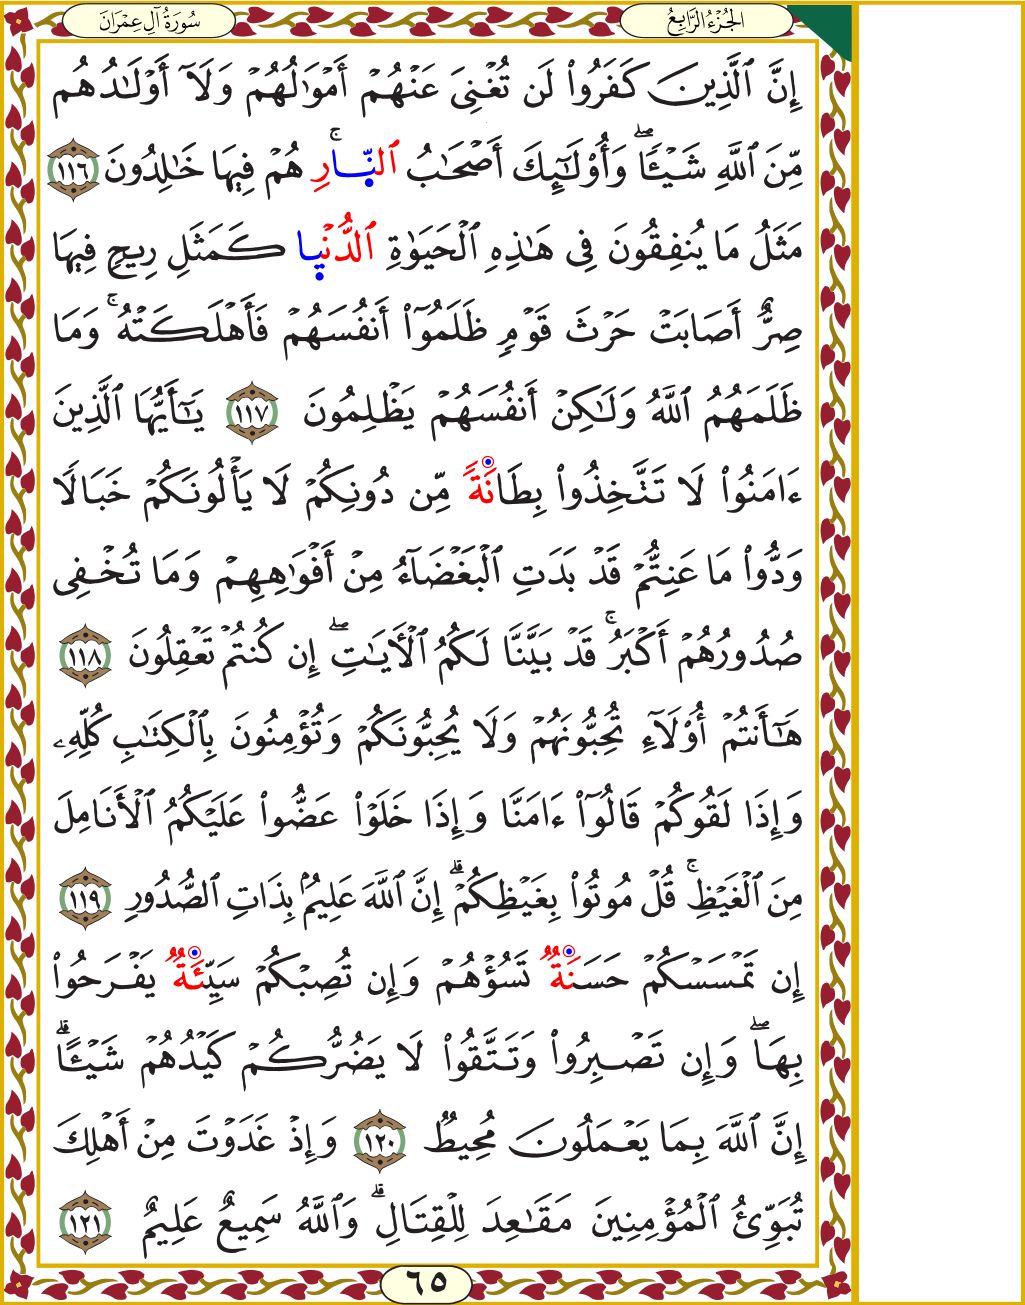 الجُزْءُ الرَّابِعُ
سُورَةُ آلِ عِمْرَانَ
إِنَّ ٱلَّذِينَ كَفَرُواْ لَن تُغْنِىَ عَنْهُمْ أَمْوَٰلُهُمْ وَلَآ أَوْلَٰدُهُم
مِّنَ ٱللَّهِ شَيْـًٔاۖ وَأُوْلَٰٓئِكَ أَصْحَٰبُ ٱلنَّارِۚ هُمْ فِيهَا خَٰلِدُونَ ١١٦
مَثَلُ مَا يُنفِقُونَ فِى هَٰذِهِ ٱلْحَيَوٰةِ ٱلدُّنْيَا كَمَثَلِ رِيحٍ فِيهَا
صِرٌّ أَصَابَتْ حَرْثَ قَوْمٍ ظَلَمُوٓاْ أَنفُسَهُمْ فَأَهْلَكَتْهُۚ وَمَا
ظَلَمَهُمُ ٱللَّهُ وَلَٰكِنْ أَنفُسَهُمْ يَظْلِمُونَ ١١٧ يَٰٓأَيُّهَا ٱلَّذِينَ
ءَامَنُواْ لَا تَتَّخِذُواْ بِطَانَةً مِّن دُونِكُمْ لَا يَأْلُونَكُمْ خَبَالًا
وَدُّواْ مَا عَنِتُّمْ قَدْ بَدَتِ ٱلْبَغْضَآءُ مِنْ أَفْوَٰهِهِمْ وَمَا تُخْفِى
صُدُورُهُمْ أَكْبَرُۚ قَدْ بَيَّنَّا لَكُمُ ٱلْأَيَٰتِۖ إِن كُنتُمْ تَعْقِلُونَ ١١٨
هَٰٓأَنتُمْ أُوْلَآءِ تُحِبُّونَهُمْ وَلَا يُحِبُّونَكُمْ وَتُؤْمِنُونَ بِٱلْكِتَٰبِ كُلِّهِۦ
وَإِذَا لَقُوكُمْ قَالُوٓاْ ءَامَنَّا وَإِذَا خَلَوْاْ عَضُّواْ عَلَيْكُمُ ٱلْأَنَامِلَ
مِنَ ٱلْغَيْظِۚ قُلْ مُوتُواْ بِغَيْظِكُمْۗ إِنَّ ٱللَّهَ عَلِيمٌۢ بِذَاتِ ٱلصُّدُورِ ١١٩
إِن تَمْسَسْكُمْ حَسَنَةٌ تَسُؤْهُمْ وَإِن تُصِبْكُمْ سَيِّئَةٌ يَفْرَحُواْ
بِهَاۖ وَإِن تَصْبِرُواْ وَتَتَّقُواْ لَا يَضُرُّكُمْ كَيْدُهُمْ شَيْـًٔاۗ
إِنَّ ٱللَّهَ بِمَا يَعْمَلُونَ مُحِيطٌ ١٢٠ وَإِذْ غَدَوْتَ مِنْ أَهْلِكَ
تُبَوِّئُ ٱلْمُؤْمِنِينَ مَقَٰعِدَ لِلْقِتَالِۗ وَٱللَّهُ سَمِيعٌ عَلِيمٌ ١٢١
٦٥